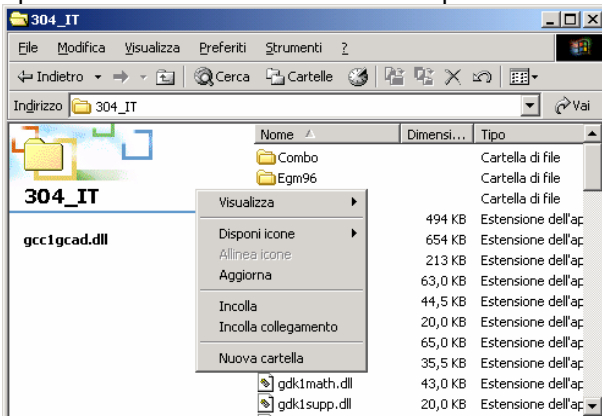 304_IT
File Modifica Visualizza Preferiti Strumenti ?
Indietro Cerca Cartelle
Indirizzo 304_IT Vai
Nome Dimensi... Tipo
Combo Cartella di file
Egm96 Cartella di file
304_IT Cartella di file
Visualizza
494 KB Estensione dell'ap
gcc1gcad.dll Disponi icone 654 KB Estensione dell'ap
Allinea icone 213 KB Estensione dell'ap
Aggiorna 63,0 KB Estensione dell'ap
44,5 KB Estensione dell'ap
Incolla 20,0 KB Estensione dell'ap
Incolla collegamento 65,0 KB Estensione dell'ap
Nuova cartella 35,5 KB Estensione dell'ap
gdk1math.dll 43,0 KB Estensione dell'ap
gdk1supp.dll 20,0 KB Estensione dell'ap